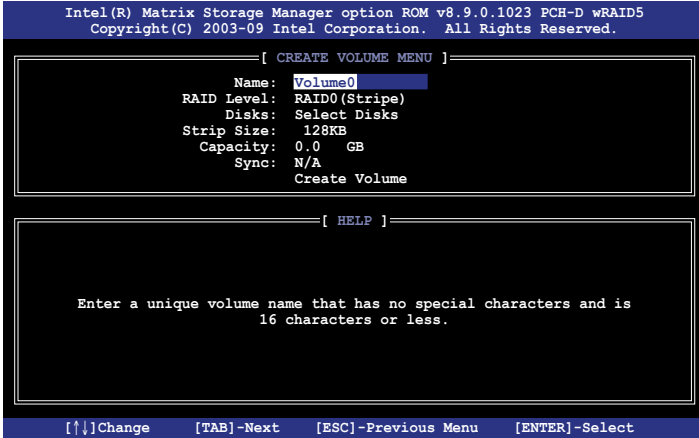 Intel(R) Matrix Storage Manager option ROM v8.9.0.1023 PCH-D wRAID5
Copyright(C) 2003-09 Intel Corporation. All Rights Reserved.
[ CREATE VOLUME MENU ]
Name: Volume0
RAID Level: RAID0(Stripe)
Disks: Select Disks
Strip Size: 128KB
Capacity: 0.0 GB
Sync: N/A
Create Volume
[ HELP ]
Enter a unique volume name that has no special characters and is
16 characters or less.
[↑↓]Change [TAB]-Next [ESC]-Previous Menu [ENTER]-Select